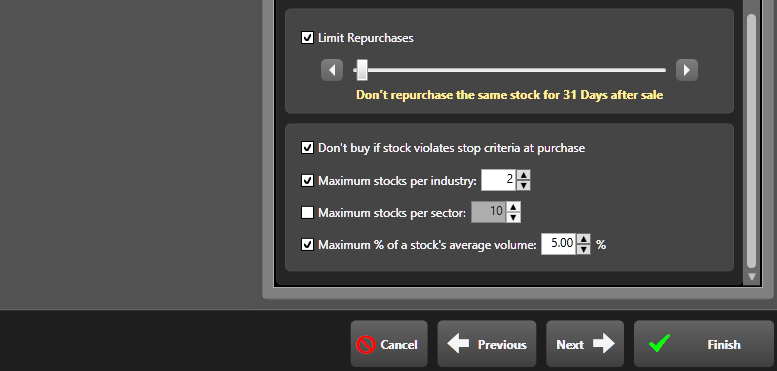 Limit Repurchases
Don't repurchase the same stock for 31 Days after sale
Don't buy if stock violates stop criteria at purchase
Maximum stocks per industry: 2
Maximum stocks per sector: 10
Maximum % of a stock's average volume: 5.00 %
Cancel Previous Next Finish